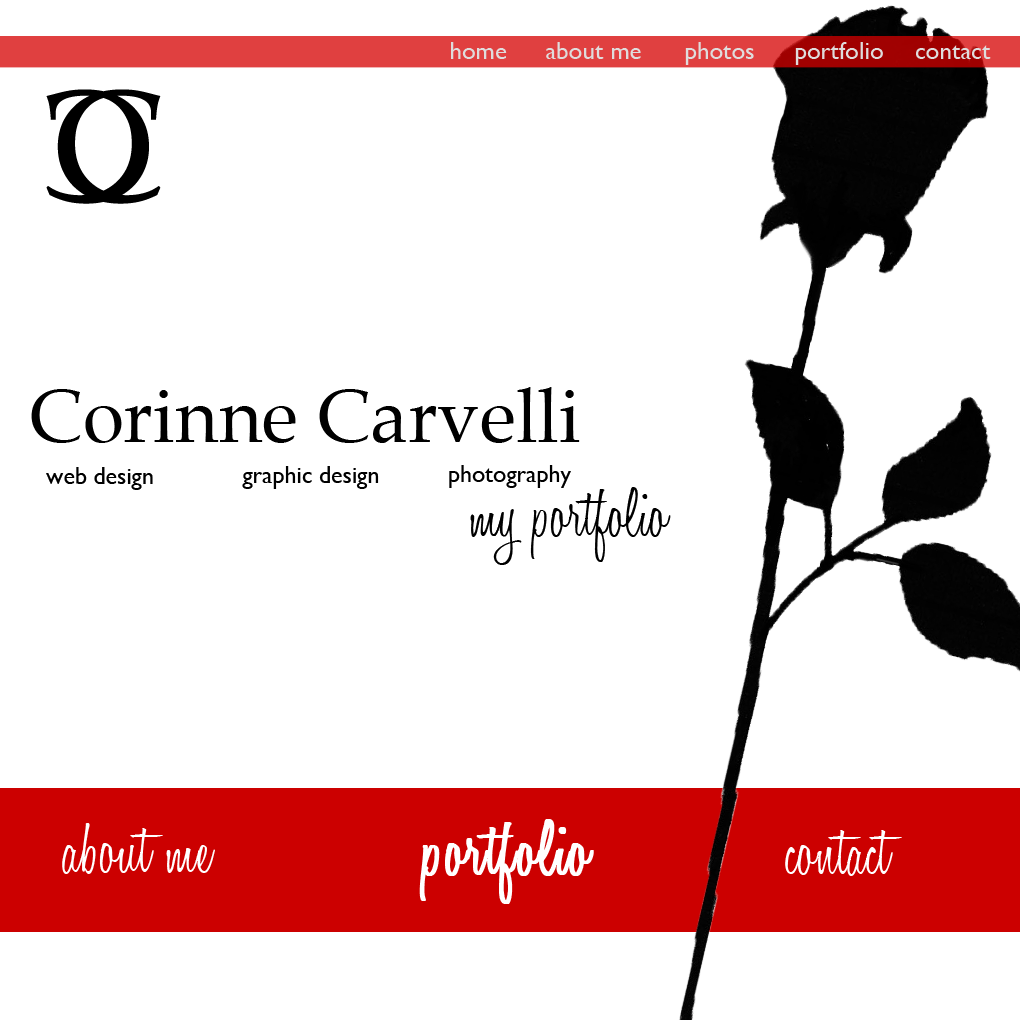 home about me photos portfolio contact
CC
Corinne Carvelli
web design graphic design photography
my portfolio
about me portfolio contact